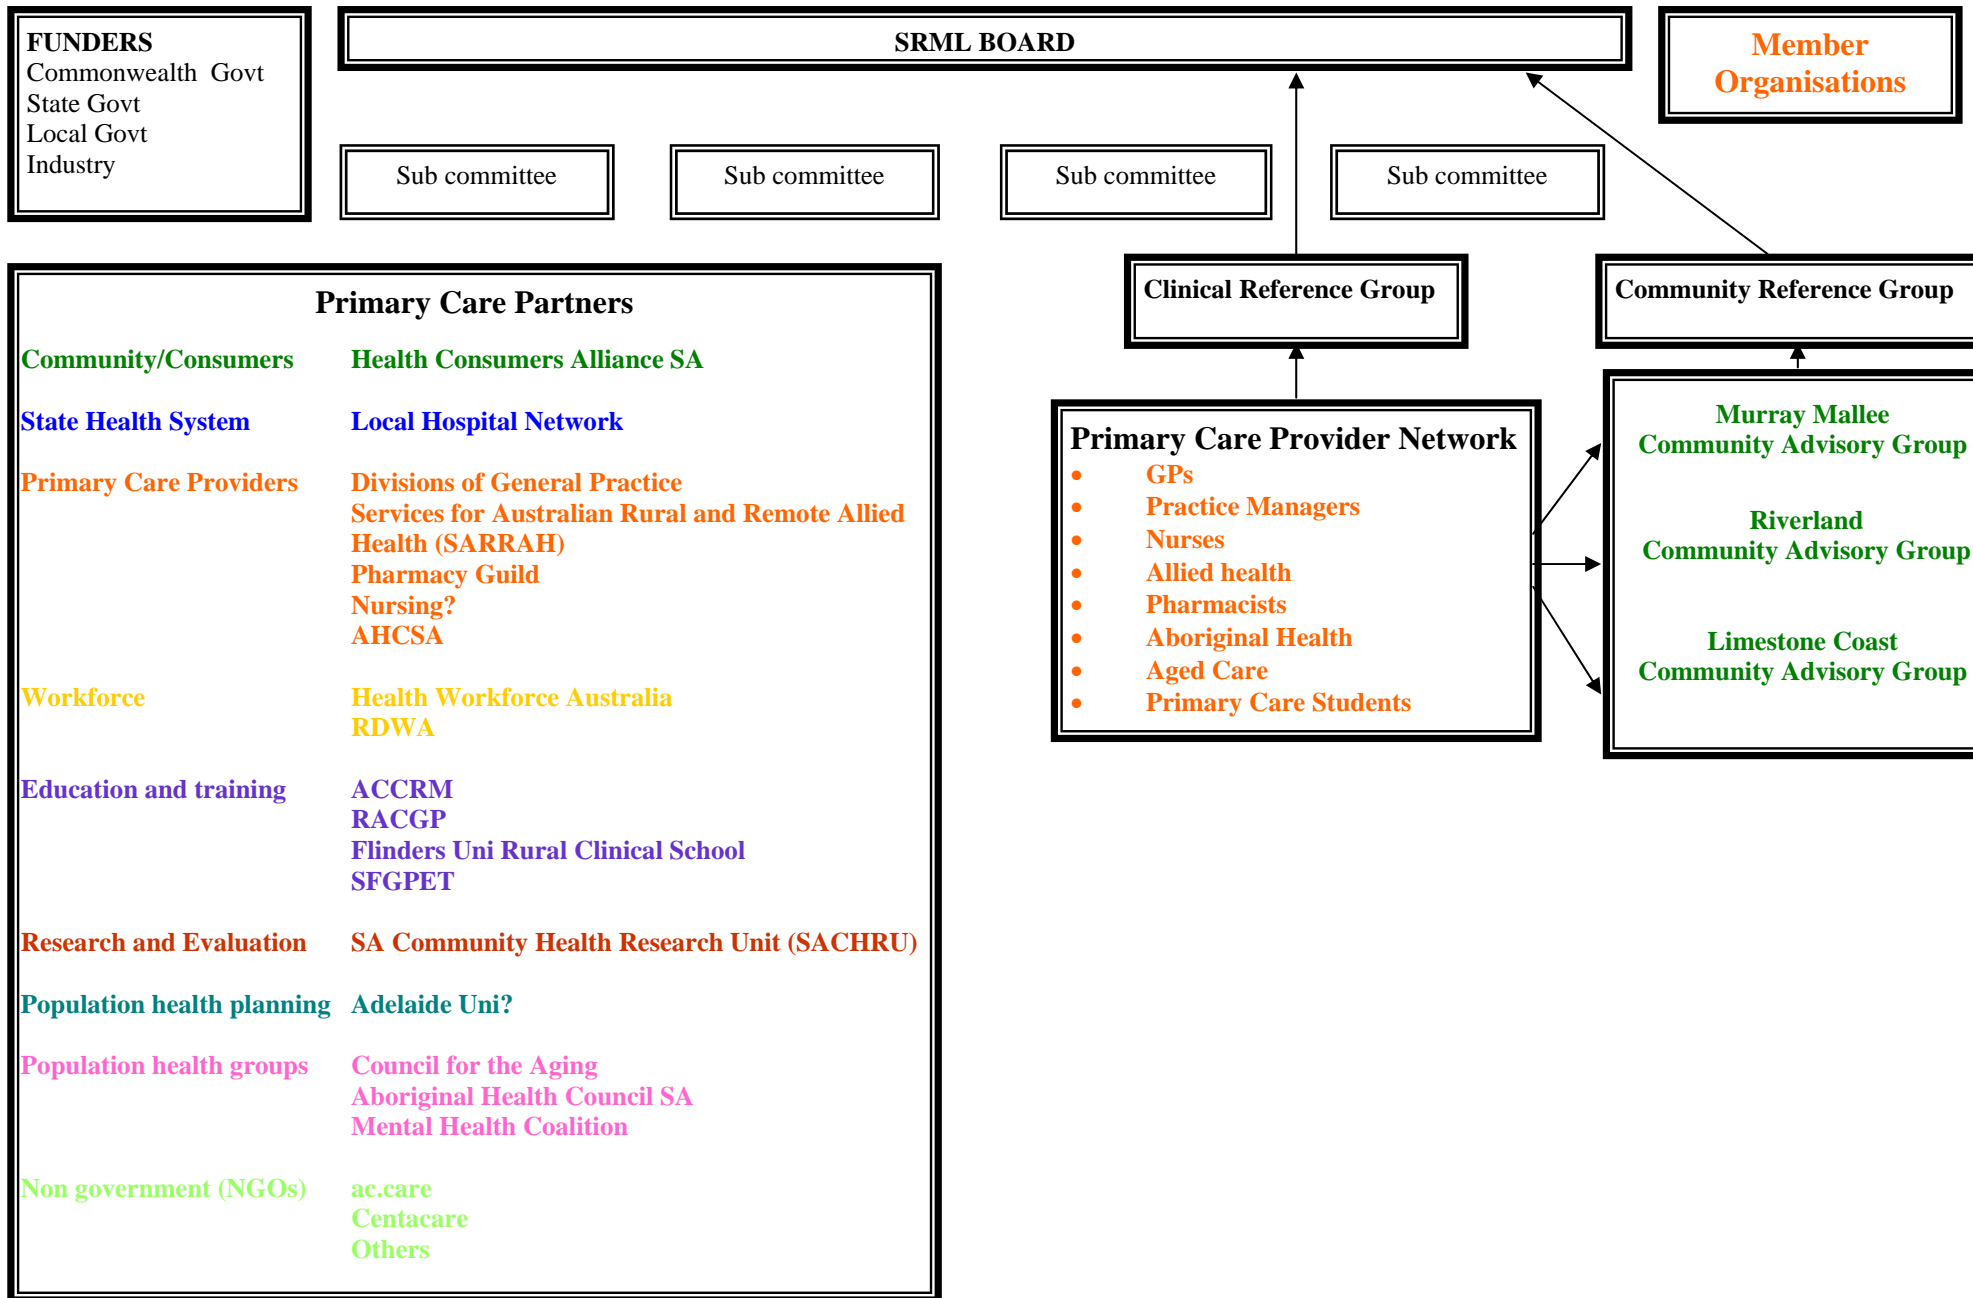 FUNDERS
Commonwealth Govt
State Govt
Local Govt
Industry
SRML BOARD
Member
Organisations
Sub committee
Sub committee
Sub committee
Sub committee
Clinical Reference Group
Community Reference Group
Primary Care Partners
Community/Consumers Health Consumers Alliance SA
State Health System Local Hospital Network
Primary Care Providers Divisions of General Practice
Services for Australian Rural and Remote Allied
Health (SARRAH)
Pharmacy Guild
Nursing?
AHCSA
Workforce Health Workforce Australia
RDWA
Education and training ACCRM
RACGP
Flinders Uni Rural Clinical School
SFGPET
Research and Evaluation SA Community Health Research Unit (SACHRU)
Population health planning Adelaide Uni?
Population health groups Council for the Aging
Aboriginal Health Council SA
Mental Health Coalition
Non government (NGOs) ac.care
Centacare
Others
Primary Care Provider Network
• GPs
• Practice Managers
• Nurses
• Allied health
• Pharmacists
• Aboriginal Health
• Aged Care
• Primary Care Students
Murray Mallee
Community Advisory Group
Riverland
Community Advisory Group
Limestone Coast
Community Advisory Group